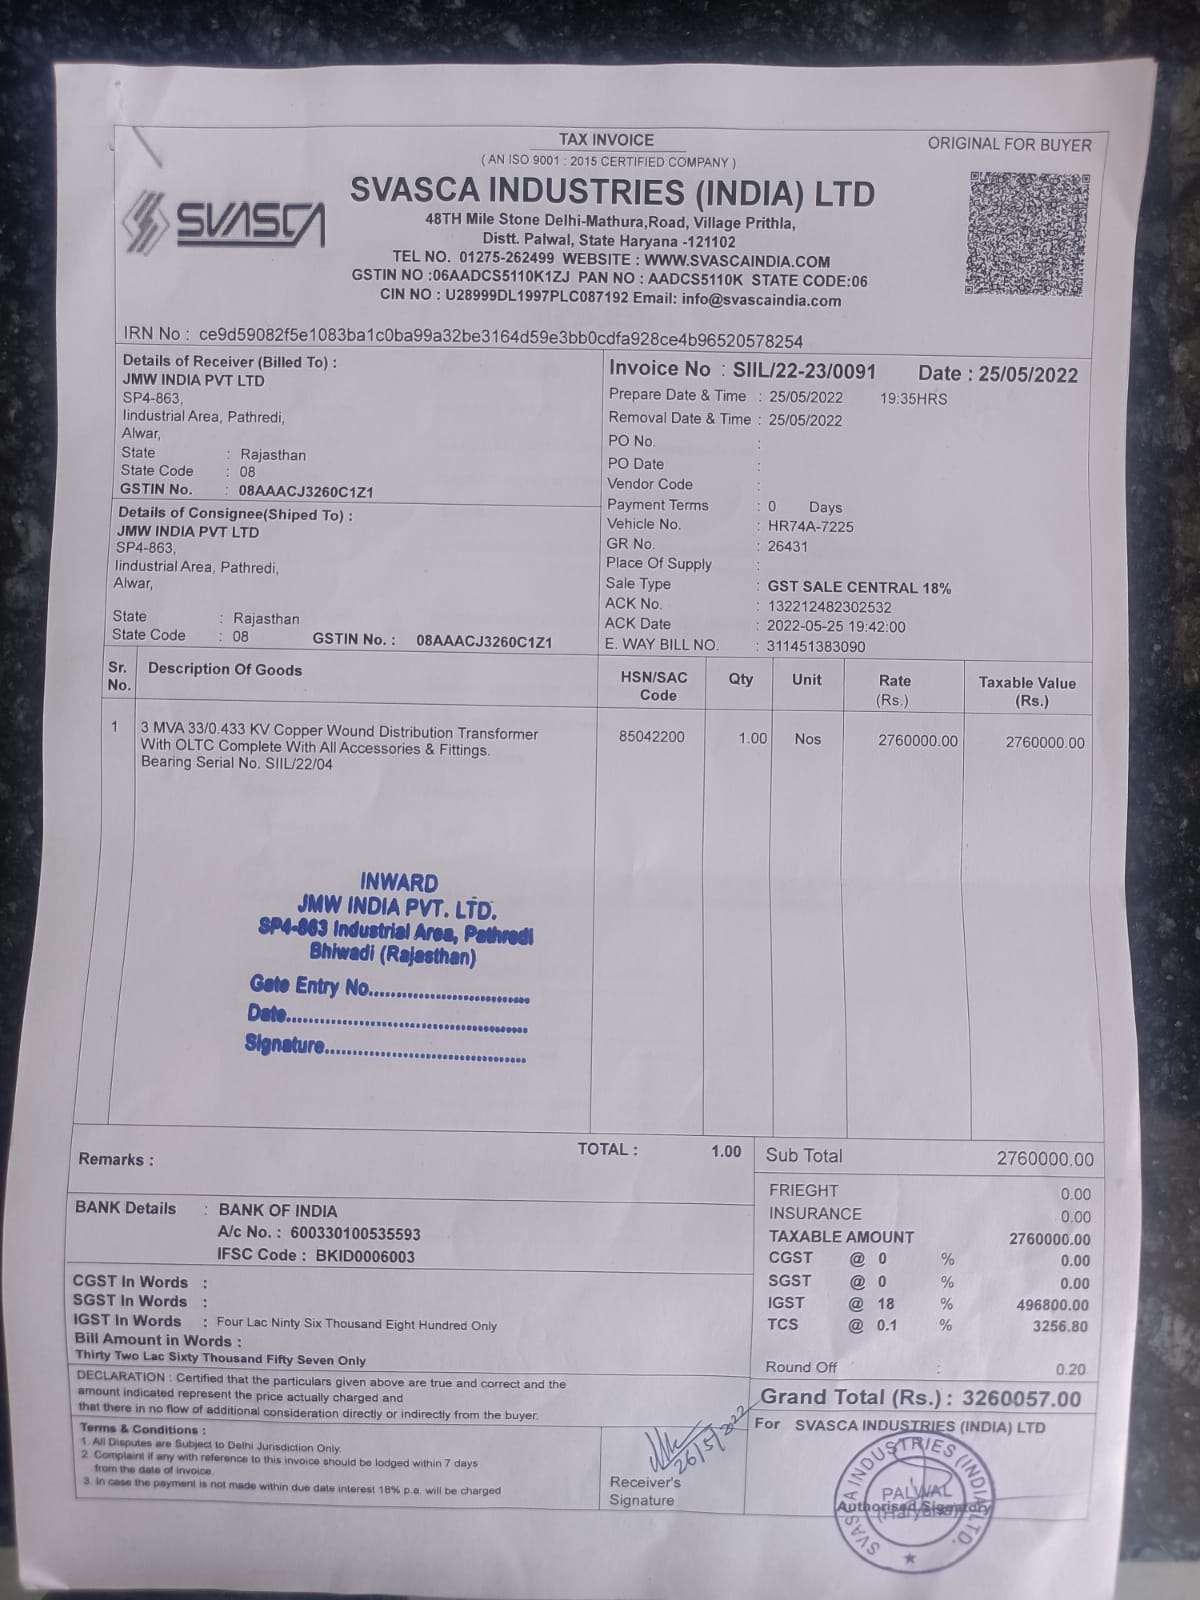 TAX INVOICE
ORIGINAL FOR BUYER
( AN ISO 9001 : 2015 CERTIFIED COMPANY )
SVASCA
SVASCA INDUSTRIES (INDIA) LTD
48TH Mile Stone Delhi-Mathura,Road, Village Prithla,
Distt. Palwal, State Haryana -121102
TEL NO. 01275-262499 WEBSITE : WWW.SVASCAINDIA.COM
GSTIN NO :06AADCS5110K1ZJ PAN NO : AADCS5110K STATE CODE:06
CIN NO : U28999DL1997PLC087192 Email: info@svascaindia.com
IRN No : ce9d59082f5e1083ba1c0ba99a32be3164d59e3bb0cdfa928ce4b96520578254
Details of Receiver (Billed To) :
JMW INDIA PVT LTD
SP4-863,
Iindustrial Area, Pathredi,
Alwar,
State : Rajasthan
State Code : 08
GSTIN No. : 08AAACJ3260C1Z1
Details of Consignee(Shiped To) :
JMW INDIA PVT LTD
SP4-863,
Iindustrial Area, Pathredi,
Alwar,
State : Rajasthan
State Code : 08 GSTIN No. : 08AAACJ3260C1Z1
Invoice No : SIIL/22-23/0091 Date : 25/05/2022
Prepare Date & Time : 25/05/2022 19:35HRS
Removal Date & Time : 25/05/2022
PO No. :
PO Date :
Vendor Code :
Payment Terms : 0 Days
Vehicle No. : HR74A-7225
GR No. : 26431
Place Of Supply :
Sale Type : GST SALE CENTRAL 18%
ACK No. : 132212482302532
ACK Date : 2022-05-25 19:42:00
E. WAY BILL NO. : 311451383090
Sr. No. Description Of Goods HSN/SAC Code Qty Unit Rate (Rs.) Taxable Value (Rs.)
1 3 MVA 33/0.433 KV Copper Wound Distribution Transformer 85042200 1.00 Nos 2760000.00 2760000.00
With OLTC Complete With All Accessories & Fittings.
Bearing Serial No. SIIL/22/04
INWARD
JMW INDIA PVT. LTD.
SP4-863 Industrial Area, Pathredi
Bhiwadi (Rajasthan)
Gate Entry No..............................
Date..............................
Signature..............................
Remarks :
TOTAL : 1.00
BANK Details : BANK OF INDIA
A/c No. : 600330100535593
IFSC Code : BKID0006003
CGST In Words :
SGST In Words :
IGST In Words : Four Lac Ninty Six Thousand Eight Hundred Only
Bill Amount in Words :
Thirty Two Lac Sixty Thousand Fifty Seven Only
Sub Total 2760000.00
FRIEGHT 0.00
INSURANCE 0.00
TAXABLE AMOUNT 2760000.00
CGST @ 0 % 0.00
SGST @ 0 % 0.00
IGST @ 18 % 496800.00
TCS @ 0.1 % 3256.80
Round Off : 0.20
Grand Total (Rs.) : 3260057.00
DECLARATION : Certified that the particulars given above are true and correct and the
amount indicated represent the price actually charged and
that there in no flow of additional consideration directly or indirectly from the buyer.
Terms & Conditions :
1. All Disputes are Subject to Delhi Jurisdiction Only.
2. Complaint if any with reference to this invoice should be lodged within 7 days
from the date of invoice.
3. In case the payment is not made within due date interest 18% p.a. will be charged
26/5/2022
Receiver's
Signature
For SVASCA INDUSTRIES (INDIA) LTD
Authorised Signatory
SVASCA INDUSTRIES (INDIA) LTD.
PALWAL
(Haryana)